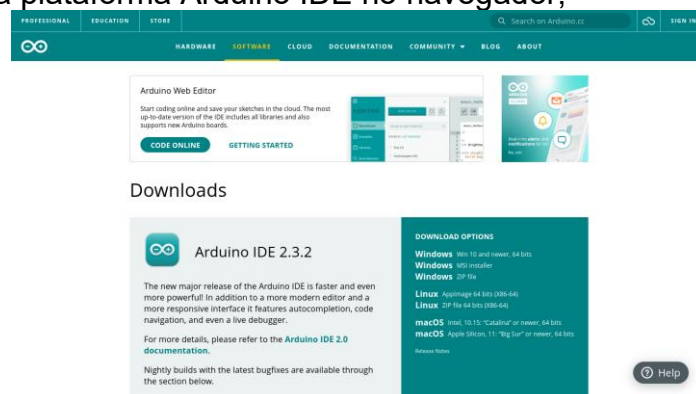 a plataforma Arduino IDE no navegador;
PROFESSIONAL EDUCATION STORE
Search on Arduino.cc
SIGN IN
HARDWARE SOFTWARE CLOUD DOCUMENTATION COMMUNITY BLOG ABOUT
Arduino Web Editor
Start coding online and save your sketches in the cloud. The most
up-to-date version of the IDE includes all libraries and also
supports new Arduino boards.
CODE ONLINE GETTING STARTED
Downloads
Arduino IDE 2.3.2
The new major release of the Arduino IDE is faster and even
more powerful! In addition to a more modern editor and a
more responsive interface it features autocompletion, code
navigation, and even a live debugger.
For more details, please refer to the Arduino IDE 2.0
documentation.
Nightly builds with the latest bugfixes are available through
the section below.
DOWNLOAD OPTIONS
Windows Win 10 and newer, 64 bits
Windows MSI installer
Windows ZIP file
Linux AppImage 64 bits (X86-64)
Linux ZIP file 64 bits (X86-64)
macOS Intel, 10.15: "Catalina" or newer, 64 bits
macOS Apple Silicon, 11: "Big Sur" or newer, 64 bits
Release Notes
Help